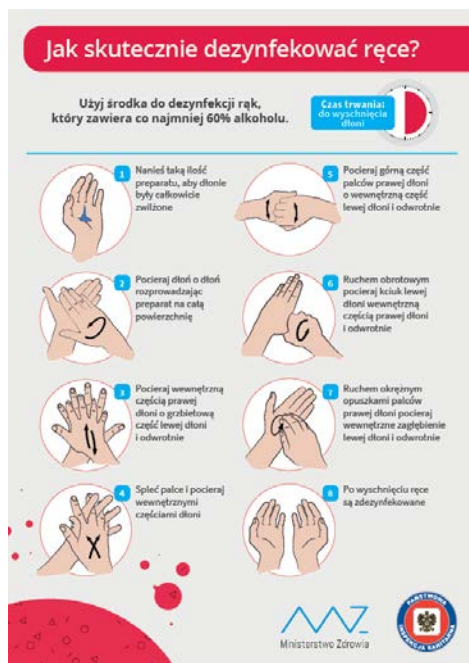 Jak skutecznie dezynfekować ręce?
Użyj środka do dezynfekcji rąk,
który zawiera co najmniej 60% alkoholu.
Czas trwania:
do wyschnięcia
dłoni
1
Nanieś taką ilość
preparatu, aby dłonie
były całkowicie
zwilżone
2
Pocieraj dłoń o dłoń
rozprowadzając
preparat na całą
powierzchnię
3
Pocieraj wewnętrzną
częścią prawej
dłoni o grzbietową
część lewej dłoni
i odwrotnie
4
Spleć palce i pocieraj
wewnętrznymi
częściami dłoni
5
Pocieraj górną część
palców prawej dłoni
o wewnętrzną część
lewej dłoni i odwrotnie
6
Ruchem obrotowym
pocieraj kciuk lewej
dłoni wewnętrzną
częścią prawej dłoni
i odwrotnie
7
Ruchem okrężnym
opuszkami palców
prawej dłoni pocieraj
wewnętrzne zagłębienie
lewej dłoni i odwrotnie
8
Po wyschnięciu ręce
są zdezynfekowane
Ministerstwo Zdrowia
PAŃSTWOWA
INSPEKCJA SANITARNA